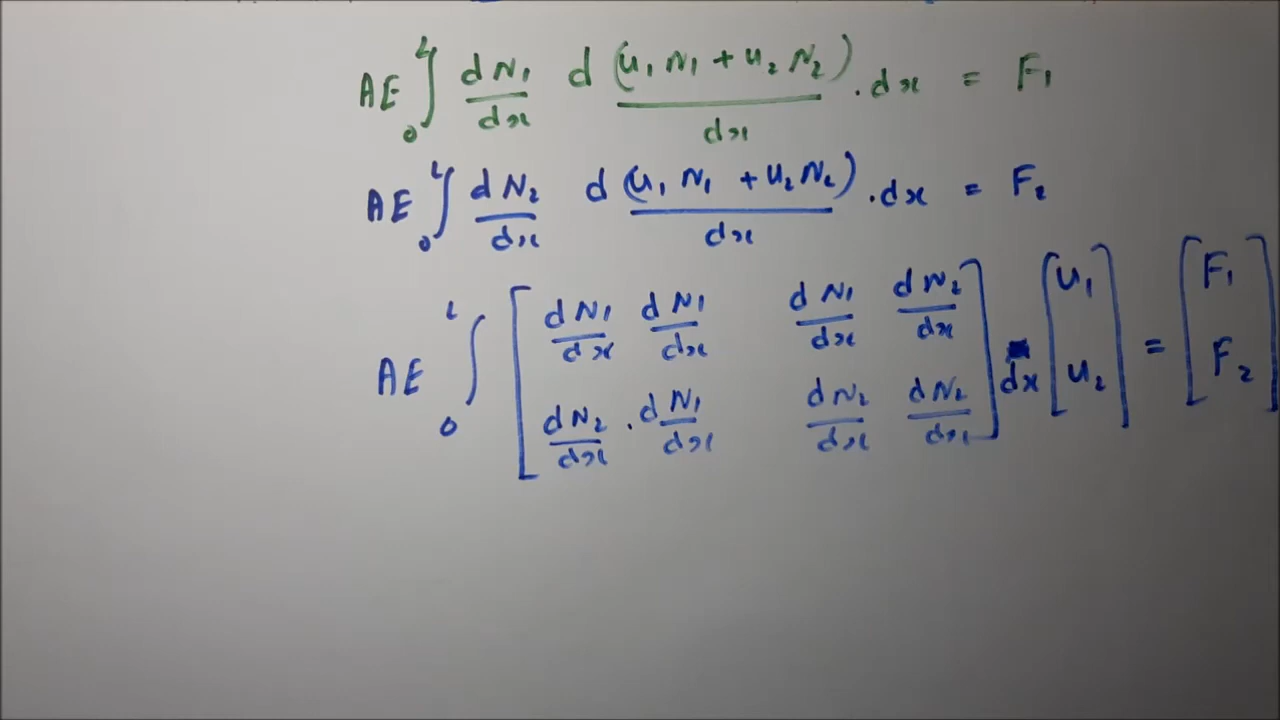 AE ∫₀ᴸ dN₁/dx d(u₁N₁ + u₂N₂)/dx . dx = F₁
AE ∫₀ᴸ dN₂/dx d(u₁N₁ + u₂N₂)/dx . dx = F₂
AE ∫₀ᴸ [ dN₁/dx dN₁/dx dN₁/dx dN₂/dx ; dN₂/dx . dN₁/dx dN₂/dx dN₂/dx ] dx [ u₁ ; u₂ ] = [ F₁ ; F₂ ]